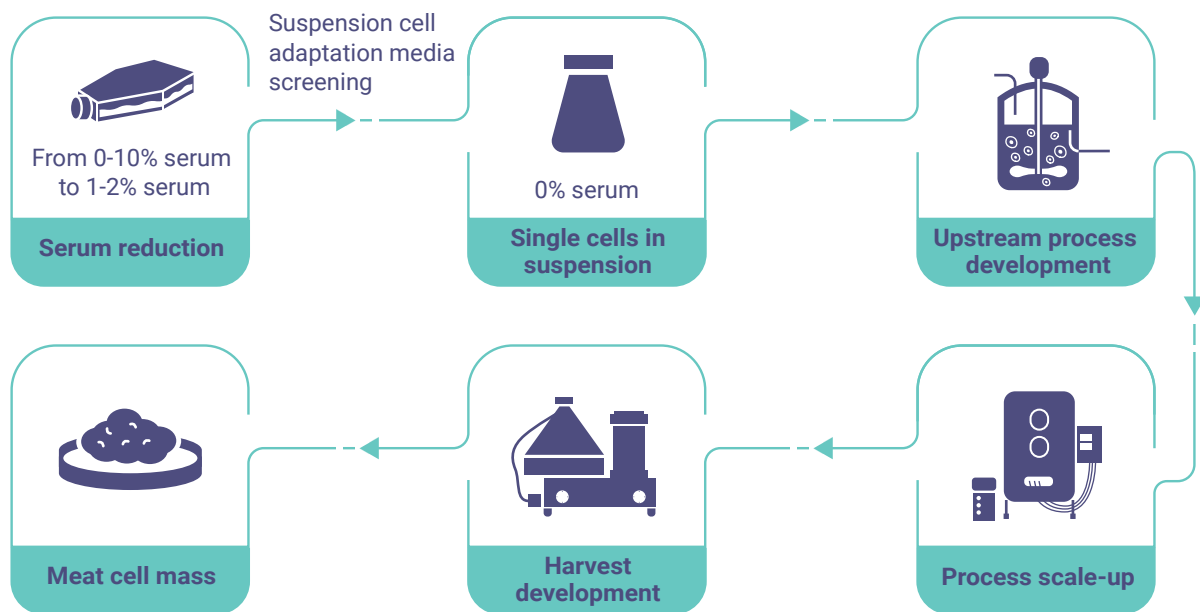 Suspension cell
adaptation media
screening
From 0-10% serum
to 1-2% serum
Serum reduction
0% serum
Single cells in
suspension
Upstream process
development
Process scale-up
Harvest
development
Meat cell mass